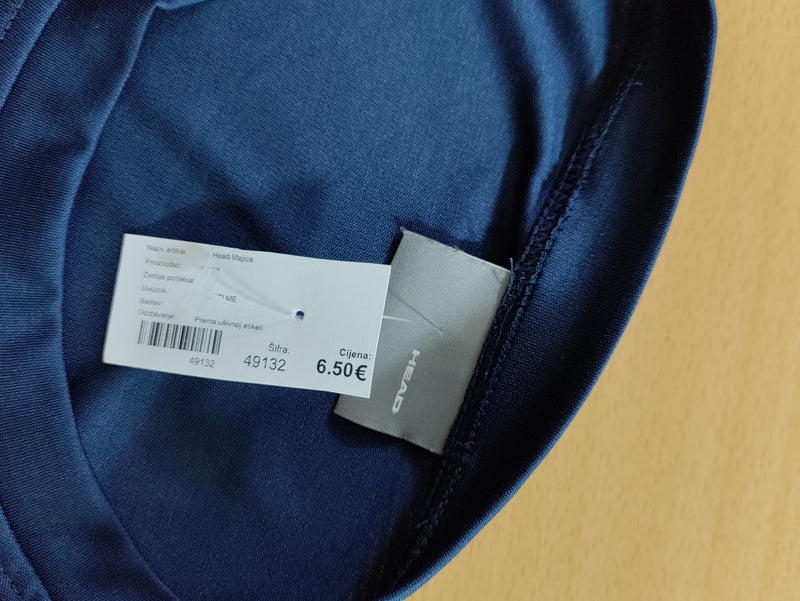 Naziv artikla: Head Majica
Proizvođač:
Zemlja porijekla
Uvoznik: ME
Sastav:
Održavanje: Prema ušivnoj etiketi
49132
Šifra:
49132
Cijena:
6.50€
HEAD